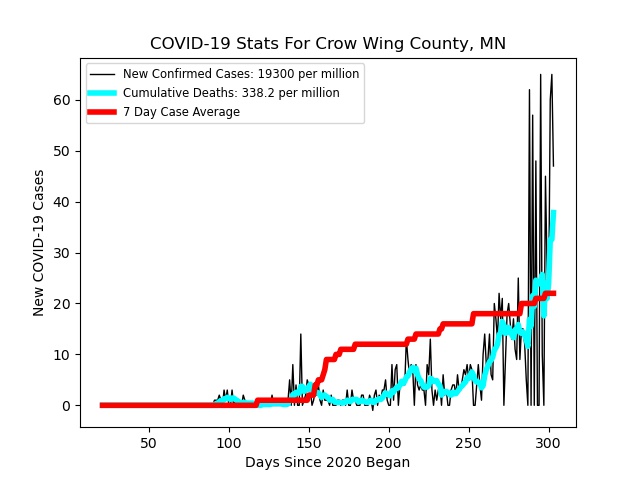 COVID-19 Stats For Crow Wing County, MN
New Confirmed Cases: 19300 per million
Cumulative Deaths: 338.2 per million
7 Day Case Average
New COVID-19 Cases
60
50
40
30
20
10
0
50 100 150 200 250 300
Days Since 2020 Began